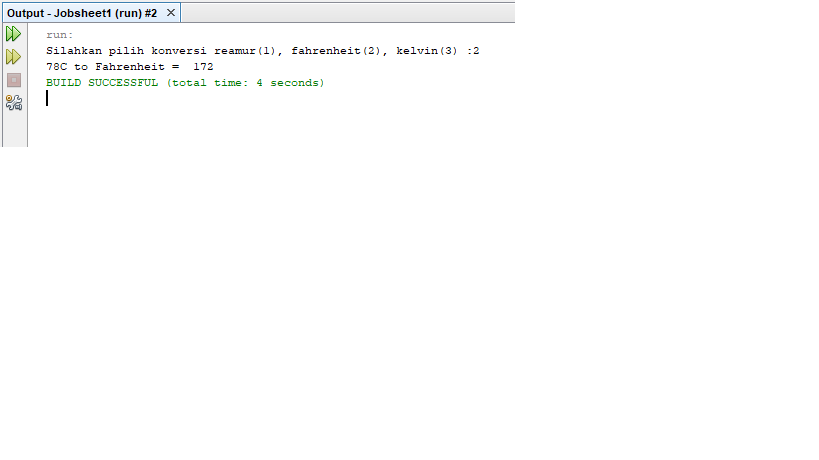 Output - Jobsheet1 (run) #2
run:
Silahkan pilih konversi reamur(1), fahrenheit(2), kelvin(3) :2
78C to Fahrenheit =  172
BUILD SUCCESSFUL (total time: 4 seconds)